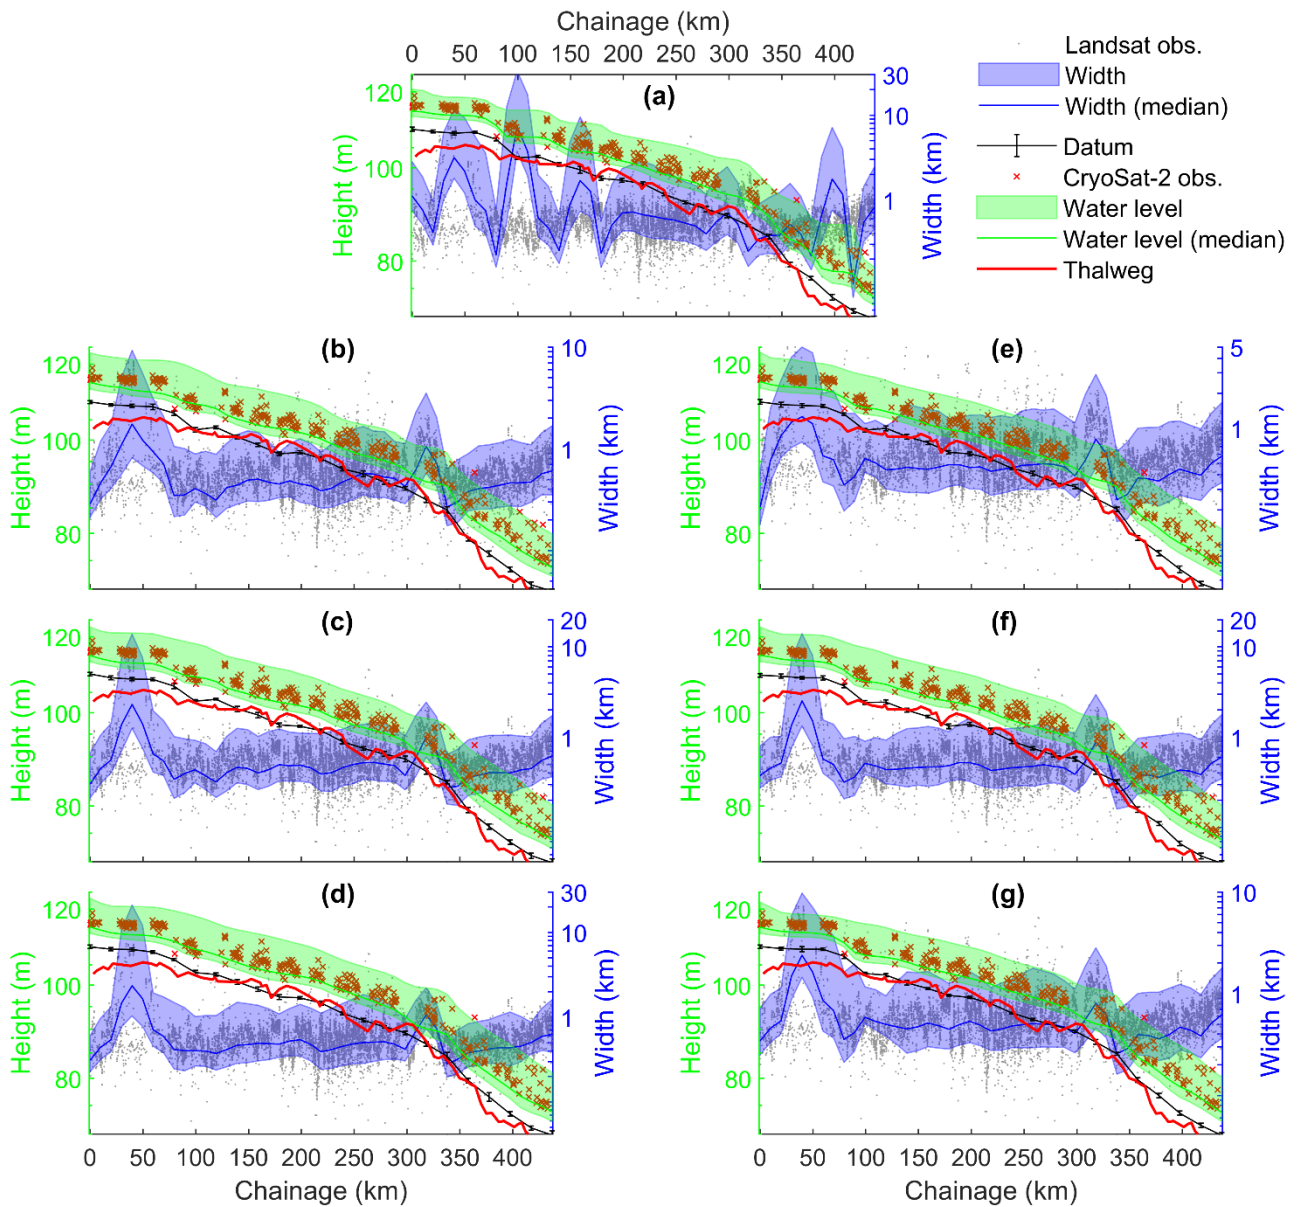 Chainage (km)
0 50 100 150 200 250 300 350 400
Landsat obs.
Width
Width (median)
Datum
CryoSat-2 obs.
Water level
Water level (median)
Thalweg
(a)
120
100
80
Height (m)
30
10
1
Width (km)
(b)
120
100
80
Height (m)
10
1
Width (km)
(e)
120
100
80
Height (m)
5
1
Width (km)
(c)
120
100
80
Height (m)
20
10
1
Width (km)
(f)
120
100
80
Height (m)
20
10
1
Width (km)
(d)
120
100
80
Height (m)
30
10
1
Width (km)
(g)
120
100
80
Height (m)
10
1
Width (km)
0 50 100 150 200 250 300 350 400
Chainage (km)
0 50 100 150 200 250 300 350 400
Chainage (km)